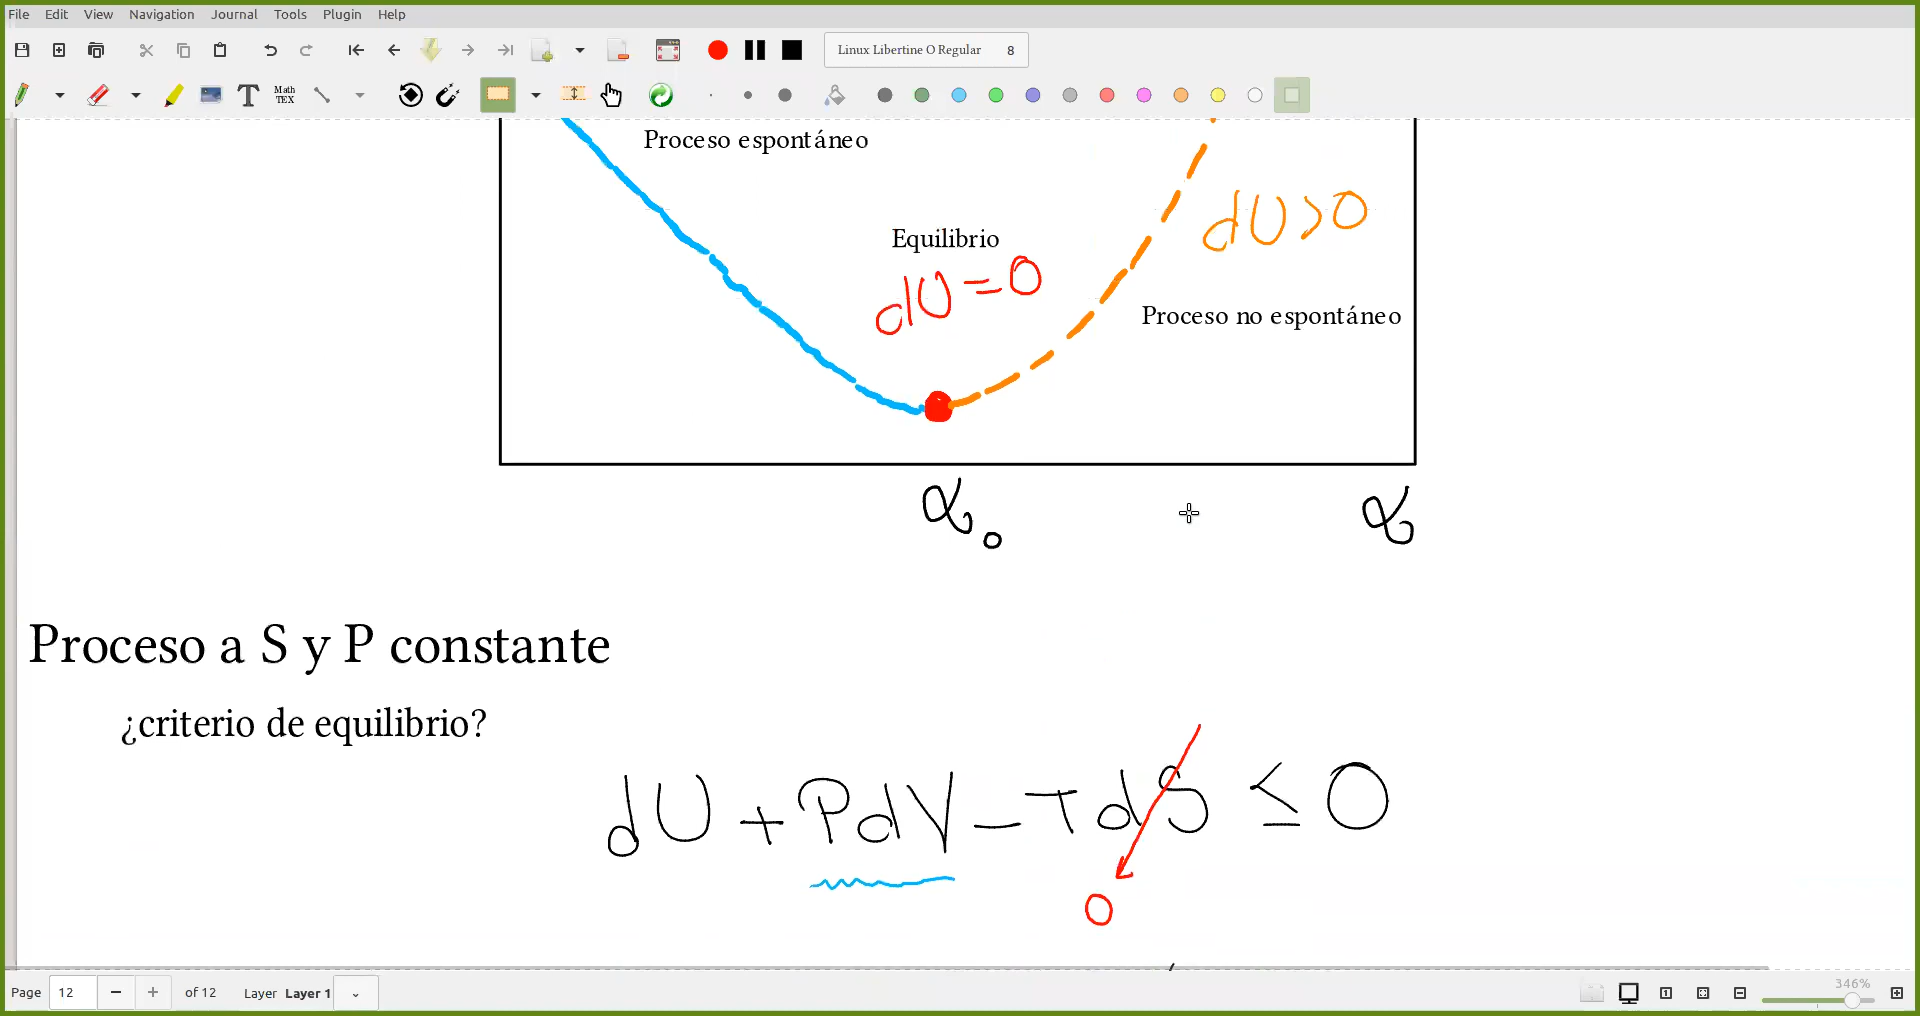 File Edit View Navigation Journal Tools Plugin Help
Linux Libertine O Regular 8
T Math TEX
Proceso espontáneo
dU>0
Equilibrio
dU=0
Proceso no espontáneo
α₀ α
Proceso a S y P constante
¿criterio de equilibrio?
dU + PdV - TdS ≤ 0
0
Page 12 of 12 Layer Layer 1 346%